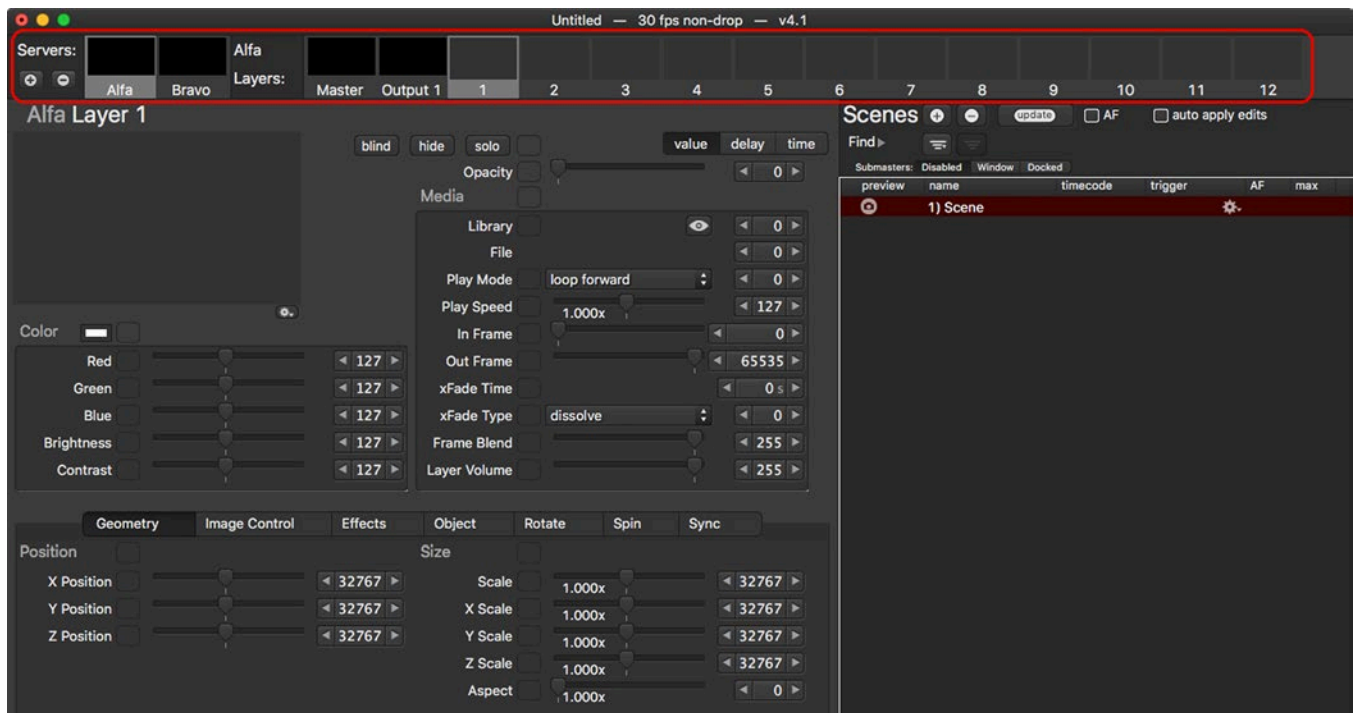 Untitled — 30 fps non-drop — v4.1
Servers: Alfa
Layers:
Alfa Bravo Master Output 1 1 2 3 4 5 6 7 8 9 10 11 12
Alfa Layer 1
blind hide solo value delay time
Opacity 0
Media
Library 0
File 0
Play Mode loop forward 0
Play Speed 1.000x 127
In Frame 0
Out Frame 65535
xFade Time 0 s
xFade Type dissolve 0
Frame Blend 255
Layer Volume 255
Color
Red 127
Green 127
Blue 127
Brightness 127
Contrast 127
Geometry Image Control Effects Object Rotate Spin Sync
Position
X Position 32767
Y Position 32767
Z Position 32767
Size
Scale 1.000x 32767
X Scale 1.000x 32767
Y Scale 1.000x 32767
Z Scale 1.000x 32767
Aspect 1.000x 0
Scenes update AF auto apply edits
Find
Submasters: Disabled Window Docked
preview name timecode trigger AF max
1) Scene